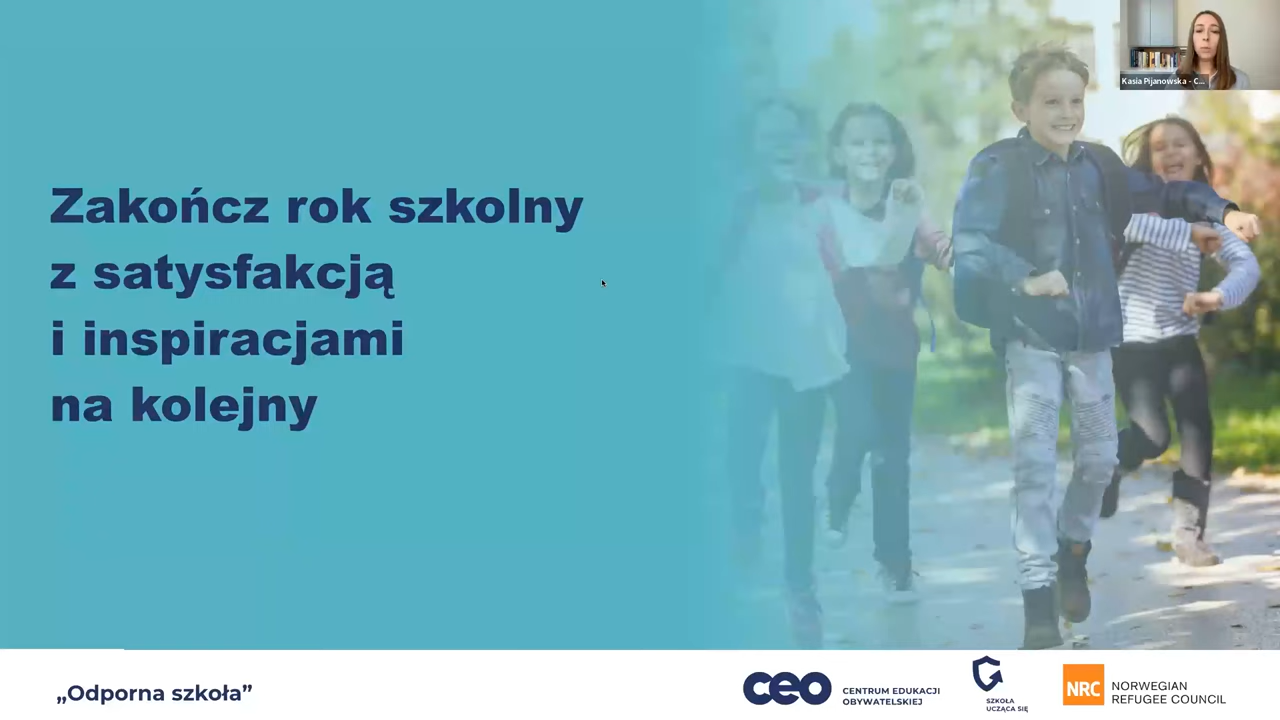 Kasia Pijanowska - C...
Zakończ rok szkolny
z satysfakcją
i inspiracjami
na kolejny
„Odporna szkoła”
ceo
CENTRUM EDUKACJI
OBYWATELSKIEJ
SZKOŁA
UCZĄCA SIĘ
NRC
NORWEGIAN
REFUGEE COUNCIL